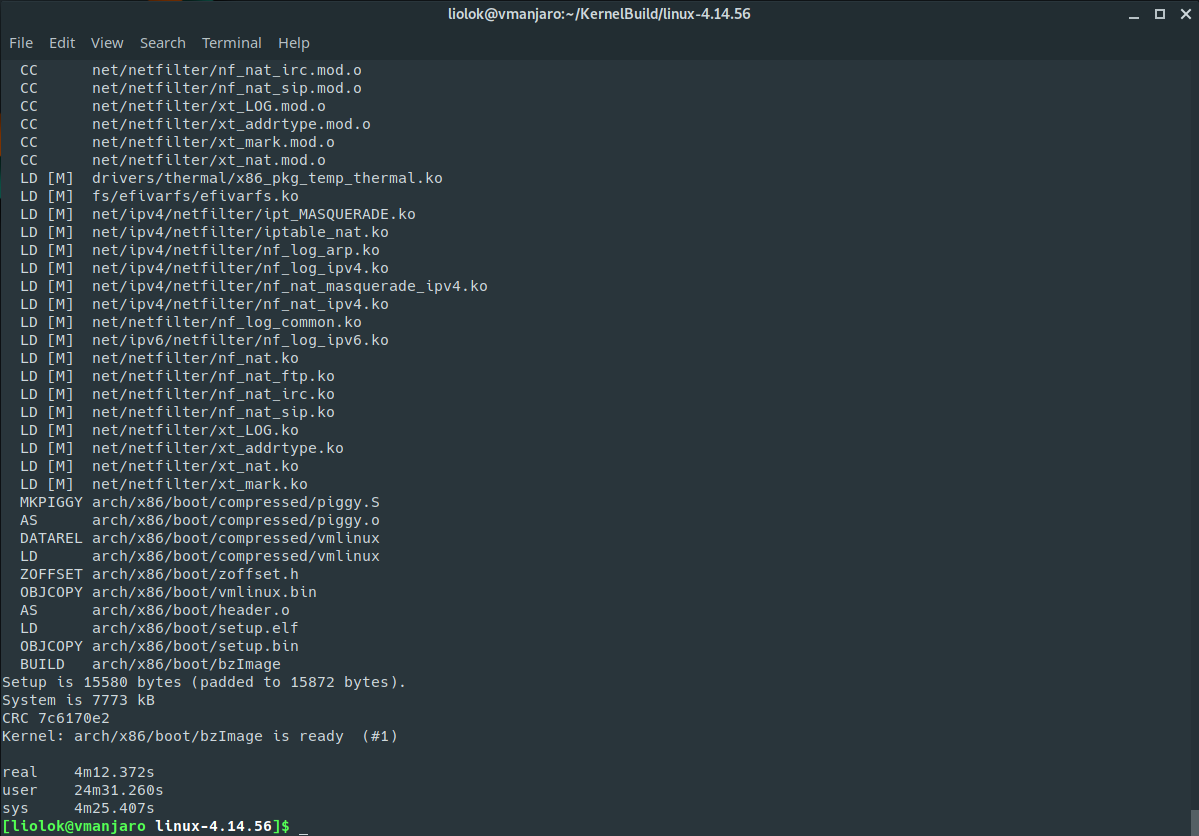 liolok@vmanjaro:~/KernelBuild/linux-4.14.56
File Edit View Search Terminal Help
  CC      net/netfilter/nf_nat_irc.mod.o
  CC      net/netfilter/nf_nat_sip.mod.o
  CC      net/netfilter/xt_LOG.mod.o
  CC      net/netfilter/xt_addrtype.mod.o
  CC      net/netfilter/xt_mark.mod.o
  CC      net/netfilter/xt_nat.mod.o
  LD [M]  drivers/thermal/x86_pkg_temp_thermal.ko
  LD [M]  fs/efivarfs/efivarfs.ko
  LD [M]  net/ipv4/netfilter/ipt_MASQUERADE.ko
  LD [M]  net/ipv4/netfilter/iptable_nat.ko
  LD [M]  net/ipv4/netfilter/nf_log_arp.ko
  LD [M]  net/ipv4/netfilter/nf_log_ipv4.ko
  LD [M]  net/ipv4/netfilter/nf_nat_masquerade_ipv4.ko
  LD [M]  net/ipv4/netfilter/nf_nat_ipv4.ko
  LD [M]  net/netfilter/nf_log_common.ko
  LD [M]  net/ipv6/netfilter/nf_log_ipv6.ko
  LD [M]  net/netfilter/nf_nat.ko
  LD [M]  net/netfilter/nf_nat_ftp.ko
  LD [M]  net/netfilter/nf_nat_irc.ko
  LD [M]  net/netfilter/nf_nat_sip.ko
  LD [M]  net/netfilter/xt_LOG.ko
  LD [M]  net/netfilter/xt_addrtype.ko
  LD [M]  net/netfilter/xt_nat.ko
  LD [M]  net/netfilter/xt_mark.ko
  MKPIGGY arch/x86/boot/compressed/piggy.S
  AS      arch/x86/boot/compressed/piggy.o
  DATAREL arch/x86/boot/compressed/vmlinux
  LD      arch/x86/boot/compressed/vmlinux
  ZOFFSET arch/x86/boot/zoffset.h
  OBJCOPY arch/x86/boot/vmlinux.bin
  AS      arch/x86/boot/header.o
  LD      arch/x86/boot/setup.elf
  OBJCOPY arch/x86/boot/setup.bin
  BUILD   arch/x86/boot/bzImage
Setup is 15580 bytes (padded to 15872 bytes).
System is 7773 kB
CRC 7c6170e2
Kernel: arch/x86/boot/bzImage is ready  (#1)
real    4m12.372s
user    24m31.260s
sys     4m25.407s
[liolok@vmanjaro linux-4.14.56]$ _